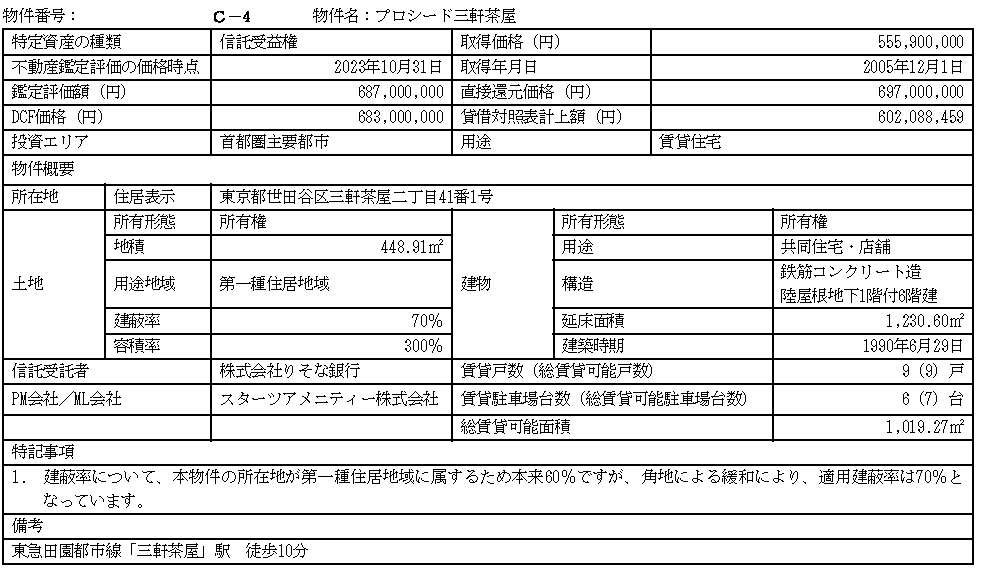 物件番号： C－4 物件名：プロシード三軒茶屋
特定資産の種類 信託受益権 取得価格（円） 555,900,000
不動産鑑定評価の価格時点 2023年10月31日 取得年月日 2005年12月1日
鑑定評価額（円） 687,000,000 直接還元価格（円） 697,000,000
DCF価格（円） 683,000,000 貸借対照表計上額（円） 602,088,459
投資エリア 首都圏主要都市 用途 賃貸住宅
物件概要
所在地 住居表示 東京都世田谷区三軒茶屋二丁目41番1号
土地 所有形態 所有権 建物 所有形態 所有権
地積 448.91㎡ 用途 共同住宅・店舗
用途地域 第一種住居地域 構造 鉄筋コンクリート造
陸屋根地下1階付6階建
建蔽率 70% 延床面積 1,230.60㎡
容積率 300% 建築時期 1990年6月29日
信託受託者 株式会社りそな銀行 賃貸戸数（総賃貸可能戸数） 9（9）戸
PM会社／ML会社 スターツアメニティー株式会社 賃貸駐車場台数（総賃貸可能駐車場台数） 6（7）台
総賃貸可能面積 1,019.27㎡
特記事項
1. 建蔽率について、本物件の所在地が第一種住居地域に属するため本来60%ですが、角地による緩和により、適用建蔽率は70%と
なっています。
備考
東急田園都市線「三軒茶屋」駅 徒歩10分